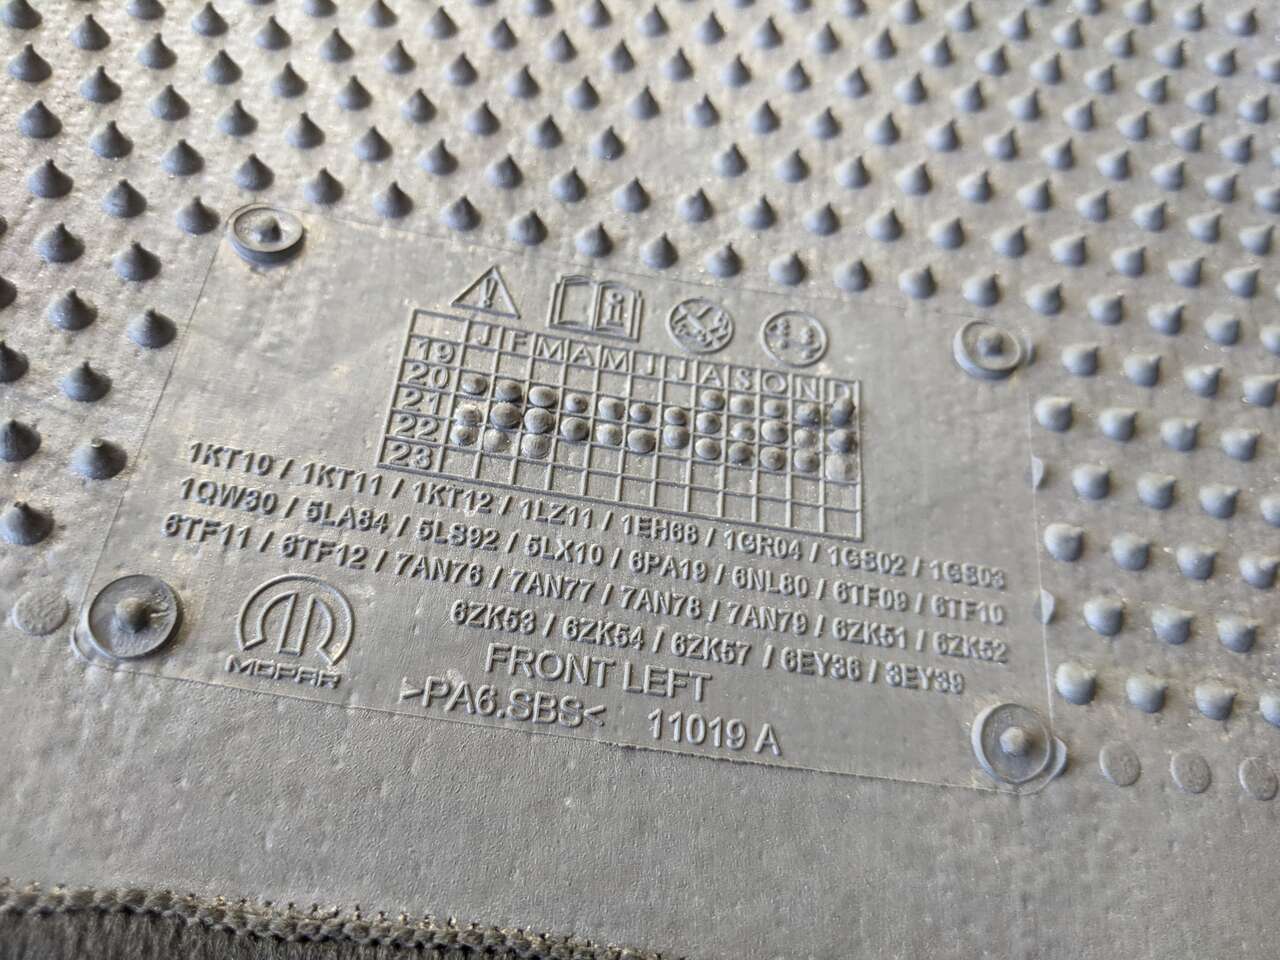 J F M A M J J A S O N D
19
20
21
22
23
1KT10 / 1KT11 / 1KT12 / 1LZ11 / 1EH68 / 1GR04 / 1GS02 / 1GS03
1QW30 / 5LA84 / 5LS92 / 5LX10 / 6PA19 / 6NL80 / 6TF09 / 6TF10
6TF11 / 6TF12 / 7AN76 / 7AN77 / 7AN78 / 7AN79 / 6ZK51 / 6ZK52
6ZK53 / 6ZK54 / 6ZK57 / 6EY36 / 3EY39
FRONT LEFT
>PA6.SBS< 11019 A
MOPAR